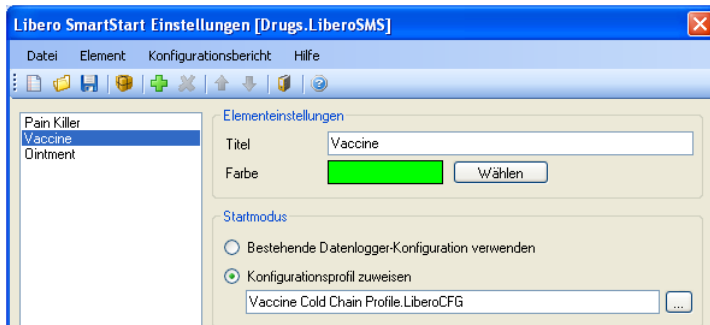 Libero SmartStart Einstellungen [Drugs.LiberoSMS]
Datei Element Konfigurationsbericht Hilfe
Pain Killer
Vaccine
Ointment
Elementeinstellungen
Titel Vaccine
Farbe Wählen
Startmodus
Bestehende Datenlogger-Konfiguration verwenden
Konfigurationsprofil zuweisen
Vaccine Cold Chain Profile.LiberoCFG ...